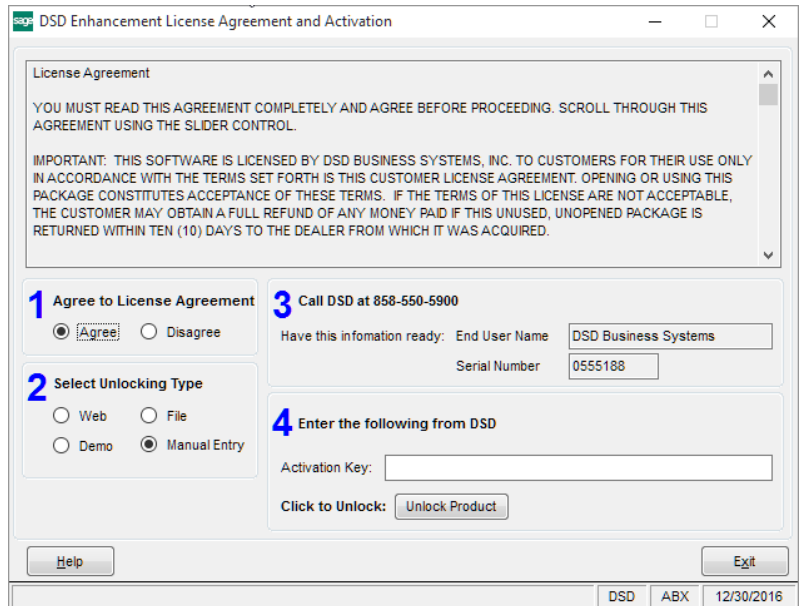 sage DSD Enhancement License Agreement and Activation
License Agreement
YOU MUST READ THIS AGREEMENT COMPLETELY AND AGREE BEFORE PROCEEDING. SCROLL THROUGH THIS
AGREEMENT USING THE SLIDER CONTROL.
IMPORTANT: THIS SOFTWARE IS LICENSED BY DSD BUSINESS SYSTEMS, INC. TO CUSTOMERS FOR THEIR USE ONLY
IN ACCORDANCE WITH THE TERMS SET FORTH IS THIS CUSTOMER LICENSE AGREEMENT. OPENING OR USING THIS
PACKAGE CONSTITUTES ACCEPTANCE OF THESE TERMS. IF THE TERMS OF THIS LICENSE ARE NOT ACCEPTABLE,
THE CUSTOMER MAY OBTAIN A FULL REFUND OF ANY MONEY PAID IF THIS UNUSED, UNOPENED PACKAGE IS
RETURNED WITHIN TEN (10) DAYS TO THE DEALER FROM WHICH IT WAS ACQUIRED.
1 Agree to License Agreement
Agree Disagree
2 Select Unlocking Type
Web File
Demo Manual Entry
3 Call DSD at 858-550-5900
Have this infomation ready: End User Name DSD Business Systems
Serial Number 0555188
4 Enter the following from DSD
Activation Key:
Click to Unlock: Unlock Product
Help Exit
DSD ABX 12/30/2016